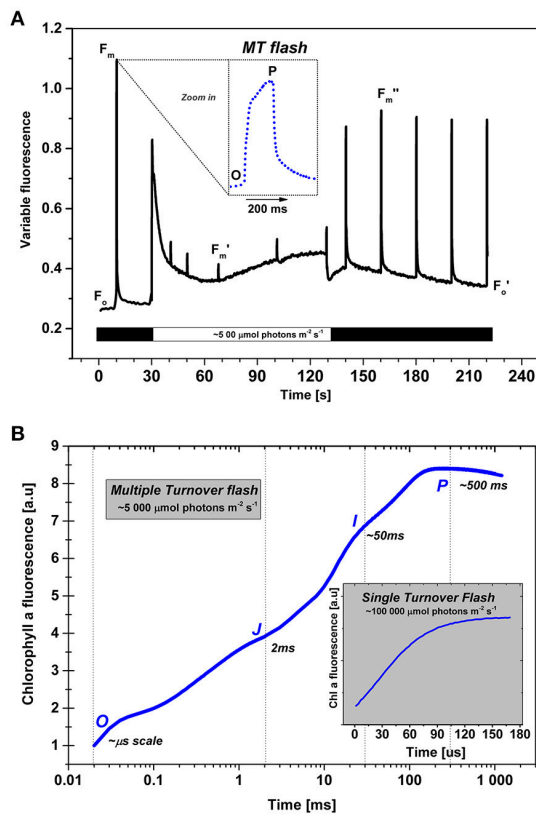 A
MT flash
Fm
P
Zoom in
O
200 ms
Fm'
Fm''
Fo
Fo'
Variable fluorescence
1.2
1.0
0.8
0.6
0.4
0.2
~5 00 μmol photons m-2 s-1
0 30 60 90 120 150 180 210 240
Time [s]
B
Chlorophyll a fluorescence [a.u]
9
8
7
6
5
4
3
2
1
Multiple Turnover flash
~5 000 μmol photons m-2 s-1
O
~μs scale
J
2ms
I
~50ms
P
~500 ms
Single Turnover Flash
~100 000 μmol photons m-2 s-1
Chl a fluorescence [a.u]
0 30 60 90 120 150 180
Time [us]
0.01 0.1 1 10 100 1 000
Time [ms]